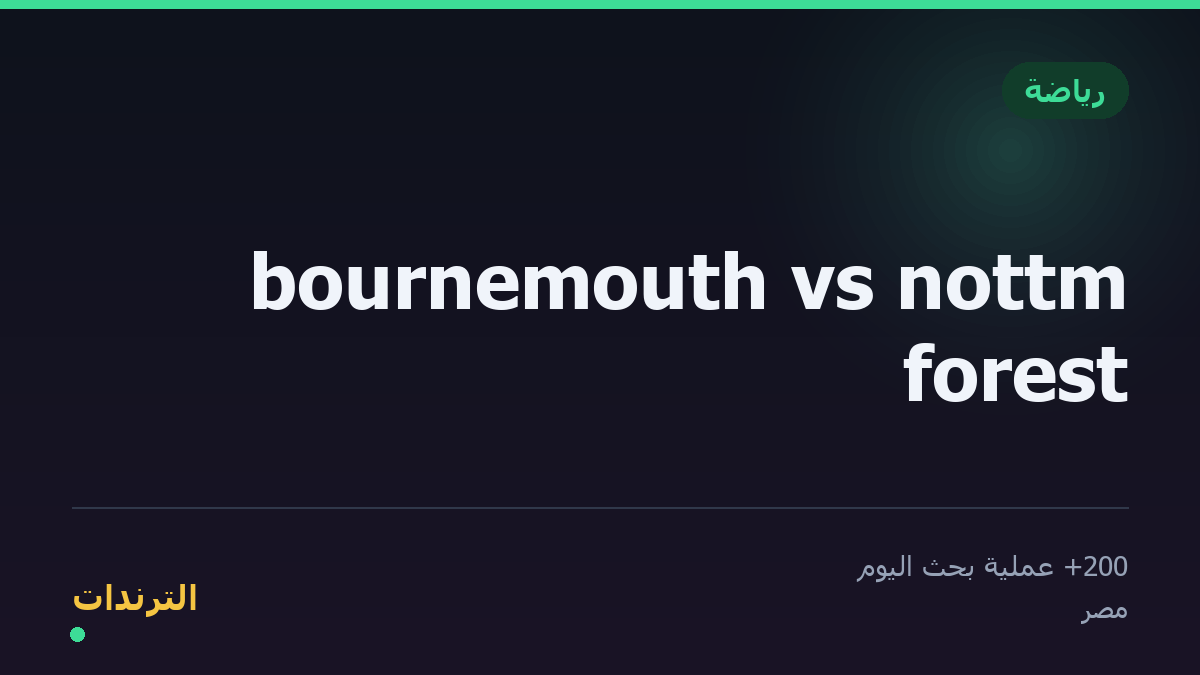 رياضة
bournemouth vs nottm
forest
200+ عملية بحث اليوم
مصر
الترندات